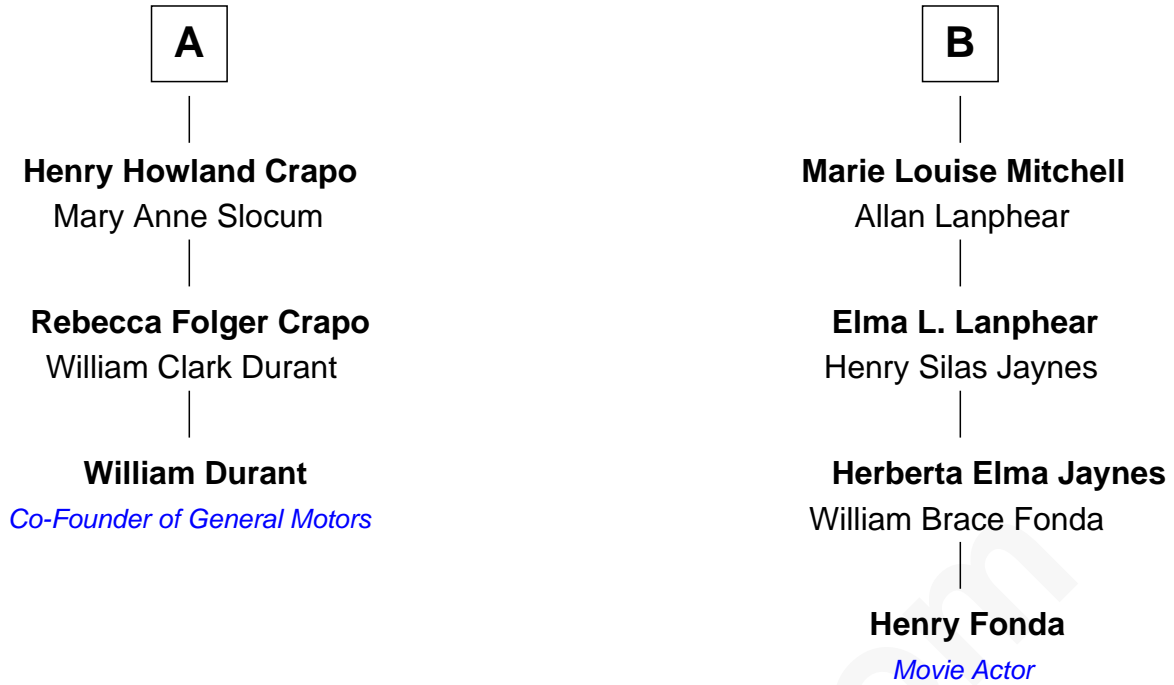 A
Henry Howland Crapo
Mary Anne Slocum
Rebecca Folger Crapo
William Clark Durant
William Durant
Co-Founder of General Motors
B
Marie Louise Mitchell
Allan Lanphear
Elma L. Lanphear
Henry Silas Jaynes
Herberta Elma Jaynes
William Brace Fonda
Henry Fonda
Movie Actor